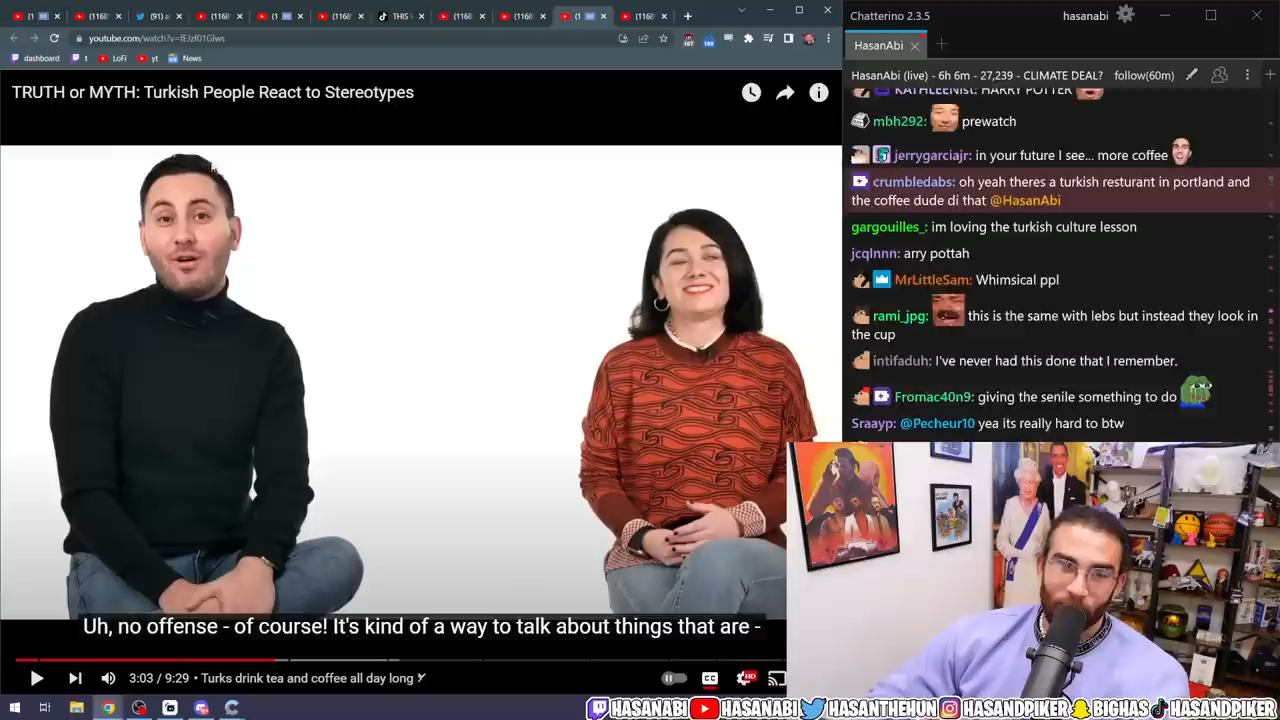 youtube.com/watch?v=fEJzf01GIws
dashboard
t
LoFi
yt
News
TRUTH or MYTH: Turkish People React to Stereotypes
Uh, no offense - of course! It's kind of a way to talk about things that are -
3:03 / 9:29 • Turks drink tea and coffee all day long
Chatterino 2.3.5
hasanabi
HasanAbi
HasanAbi (live) - 6h 6m - 27,239 - CLIMATE DEAL?
follow(60m)
KATHLEENist: HARRY POTTER
mbh292: prewatch
jerrygarciajr: in your future I see... more coffee
crumbledabs: oh yeah theres a turkish resturant in portland and
the coffee dude di that @HasanAbi
gargouilles_: im loving the turkish culture lesson
jcqlnnn: arry pottah
MrLittleSam: Whimsical ppl
rami_jpg: this is the same with lebs but instead they look in
the cup
intifaduh: I've never had this done that I remember.
Fromac40n9: giving the senile something to do
Sraayp: @Pecheur10 yea its really hard to btw
HASANABI HASANABI HASANTHEHUN HASANDPIKER BIGHAS HASANDPIKER